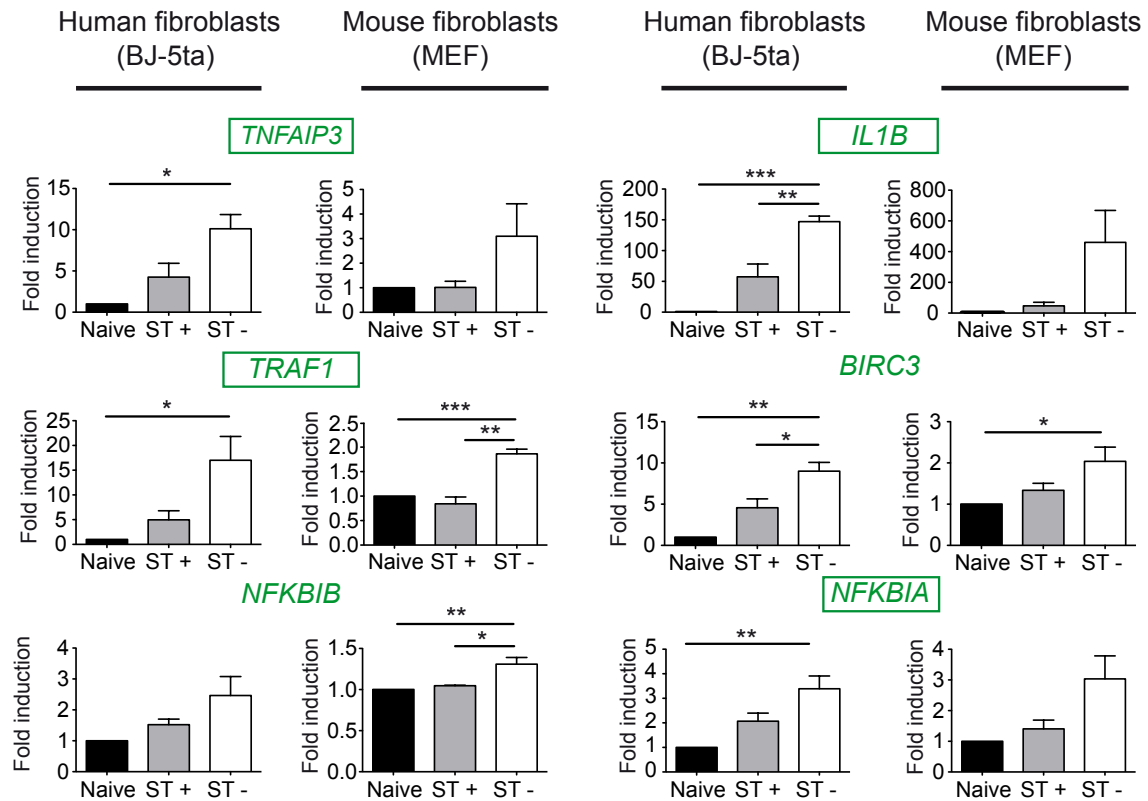 Human fibroblasts
(BJ-5ta)
Mouse fibroblasts
(MEF)
Human fibroblasts
(BJ-5ta)
Mouse fibroblasts
(MEF)
TNFAIP3
Fold induction
15
10
5
0
*
Naive ST + ST -
Fold induction
5
4
3
2
1
0
Naive ST + ST -
IL1B
Fold induction
200
150
100
50
0
***
**
Naive ST + ST -
Fold induction
800
600
400
200
0
Naive ST + ST -
TRAF1
Fold induction
25
20
15
10
5
0
*
Naive ST + ST -
Fold induction
2.5
2.0
1.5
1.0
0.5
0.0
***
**
Naive ST + ST -
BIRC3
Fold induction
15
10
5
0
**
*
Naive ST + ST -
Fold induction
3
2
1
0
*
Naive ST + ST -
NFKBIB
Fold induction
4
3
2
1
0
Naive ST + ST -
Fold induction
1.5
1.0
0.5
0.0
**
*
Naive ST + ST -
NFKBIA
Fold induction
5
4
3
2
1
0
**
Naive ST + ST -
Fold induction
4
3
2
1
0
Naive ST + ST -